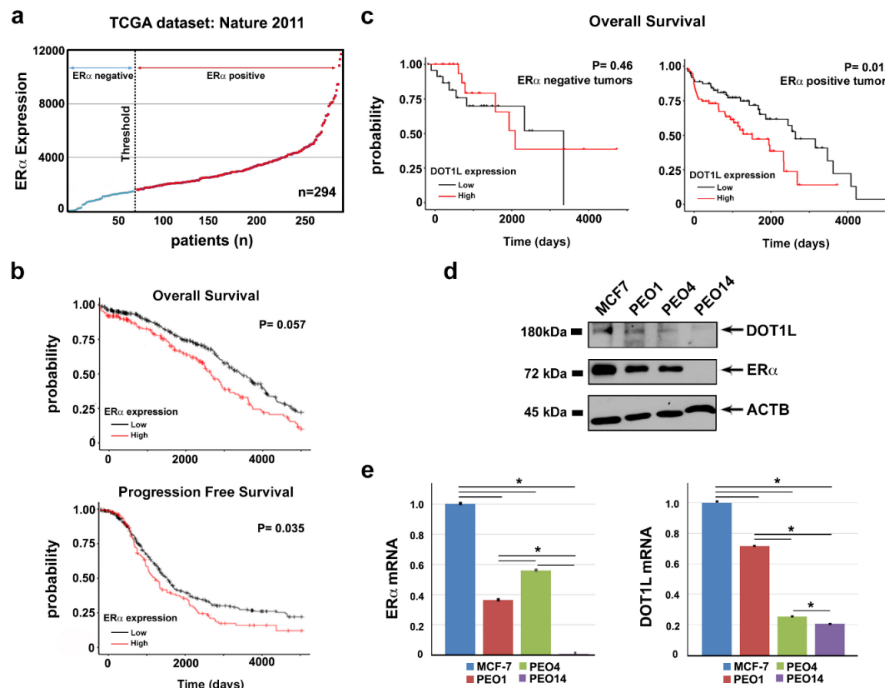 a
TCGA dataset: Nature 2011
ERα Expression
12000
8000
4000
0
ERα negative
ERα positive
Threshold
n=294
50
100
150
200
250
patients (n)
b
Overall Survival
probability
1.00
0.75
0.50
0.25
0
P= 0.057
ERα expression
Low
High
0
2000
4000
Progression Free Survival
probability
1.00
0.75
0.50
0.25
0
P= 0.035
ERα expression
Low
High
0
2000
4000
Time (days)
c
Overall Survival
probability
1.00
0.75
0.50
0.25
0
P= 0.46
ERα negative tumors
DOT1L expression
Low
High
0
2000
4000
Time (days)
1.00
0.75
0.50
0.25
0
P= 0.01
ERα positive tumor
DOT1L expression
Low
High
0
2000
4000
Time (days)
d
MCF7
PEO1
PEO4
PEO14
180kDa
DOT1L
72 kDa
ERα
45 kDa
ACTB
e
ERα mRNA
1.0
0.8
0.6
0.4
0.2
0
*
*
MCF-7
PEO4
PEO1
PEO14
DOT1L mRNA
1.0
0.8
0.6
0.4
0.2
0
*
*
*
MCF-7
PEO4
PEO1
PEO14